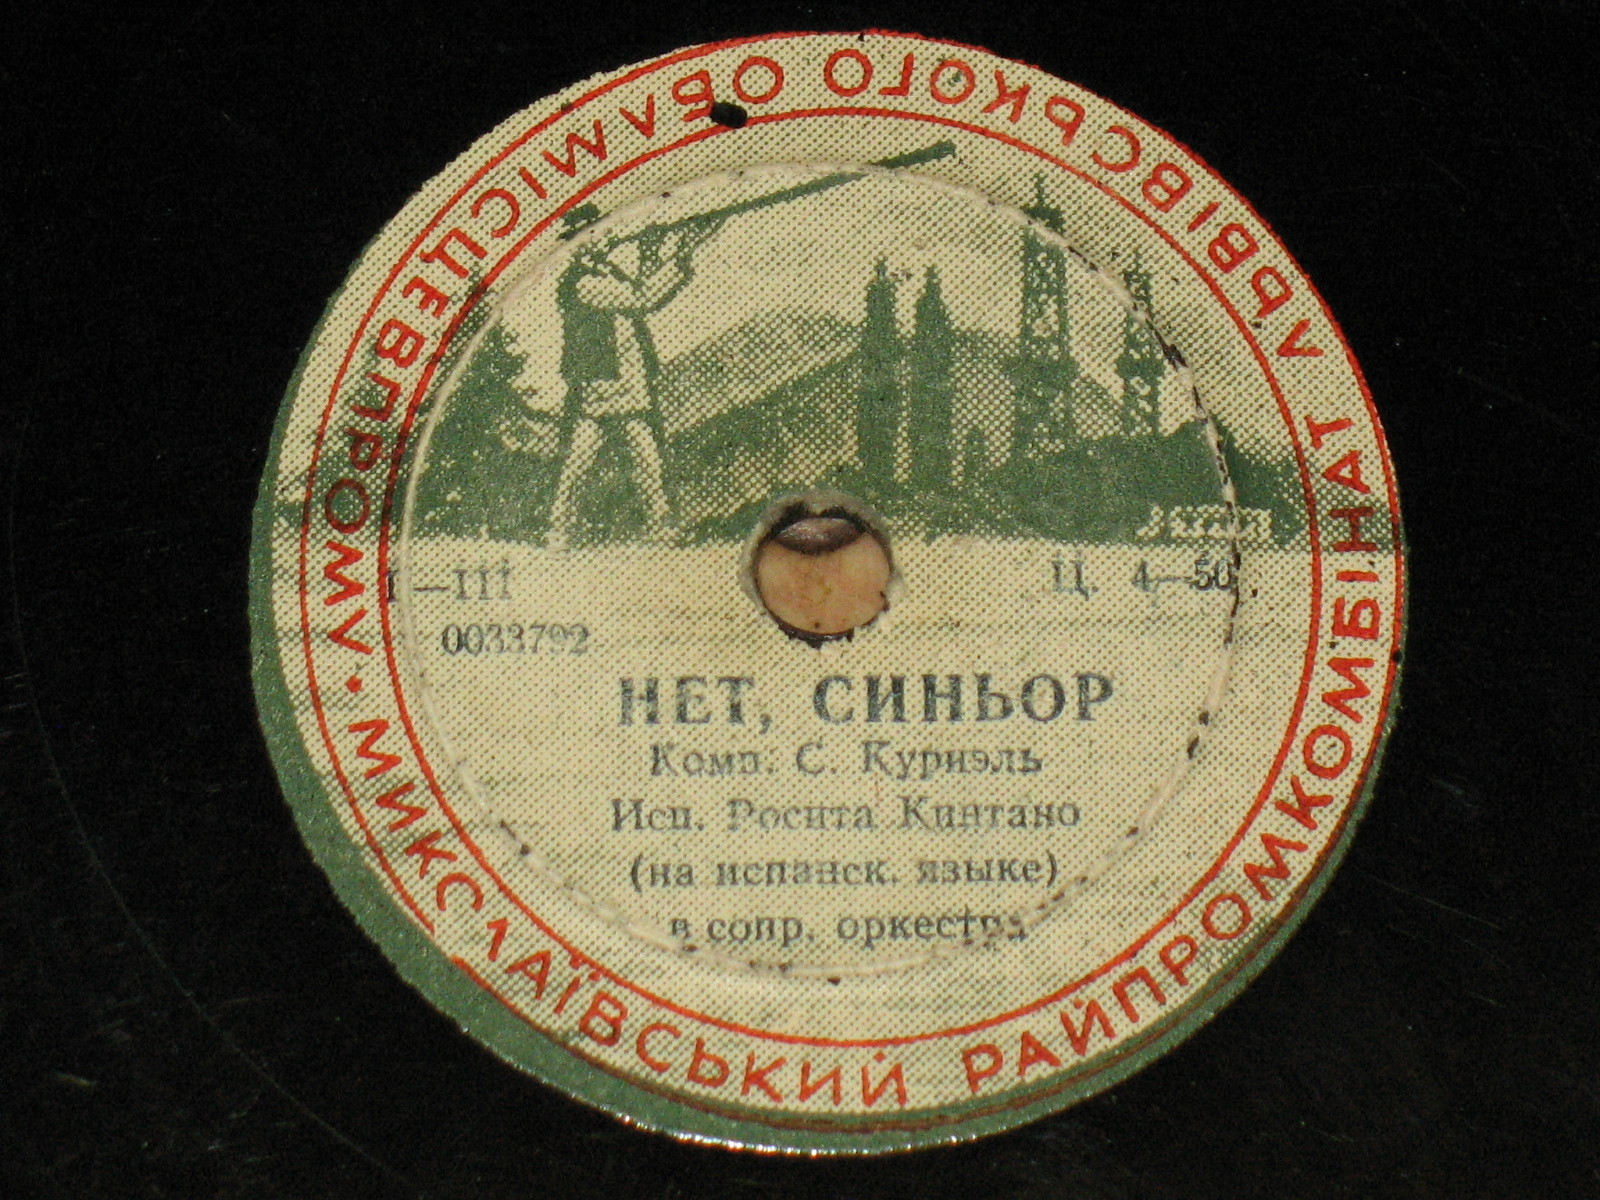 МИКОЛАЇВСЬКИЙ РАЙПРОМКОМБІНАТ ЛЬВІВСЬКОГО ОБЛМІСЦЕВПРОМУ •
Ц. 4—50
0033792
НЕТ, СИНЬОР
Комп. С. Куриэль
Исп. Росита Кинтано
(на испанск. языке)
в сопр. оркестра